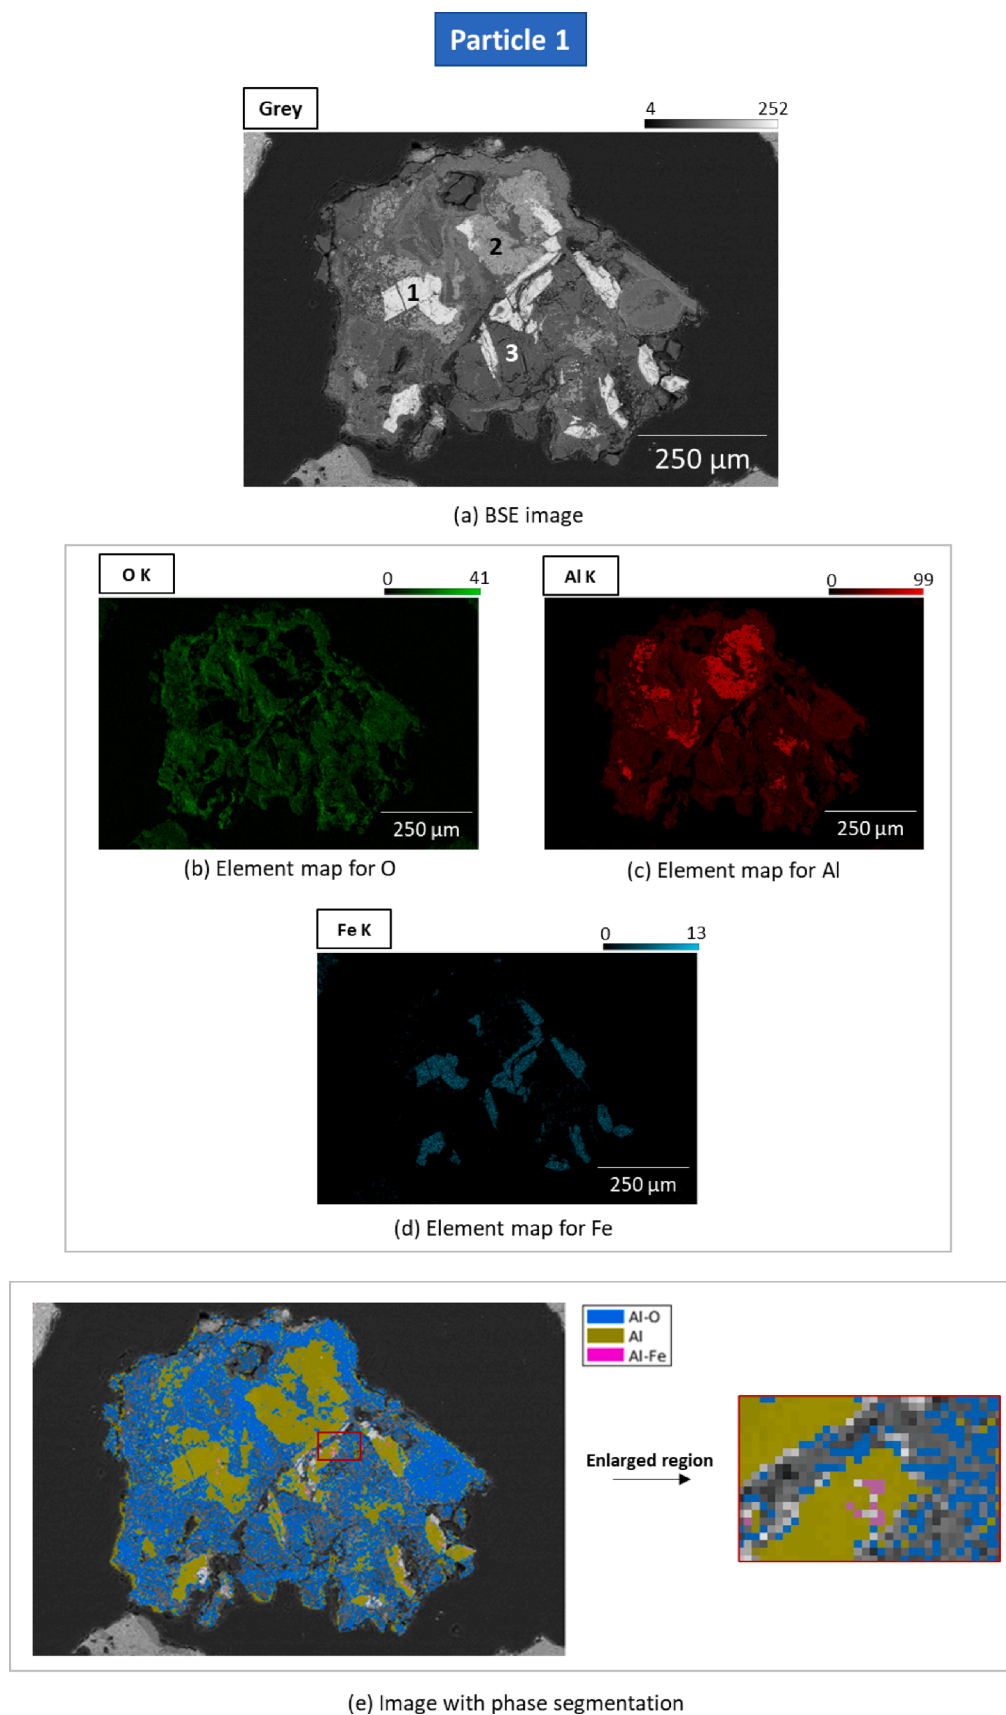 Particle 1
Grey
4 252
1
2
3
250 µm
(a) BSE image
O K
0 41
250 µm
(b) Element map for O
Al K
0 99
250 µm
(c) Element map for Al
Fe K
0 13
250 µm
(d) Element map for Fe
Al-O
Al
Al-Fe
Enlarged region
(e) Image with phase segmentation